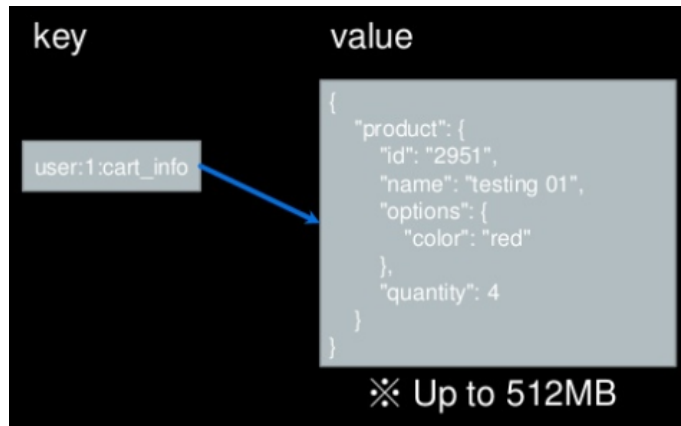 key
value
user:1:cart_info
{
"product": {
"id": "2951",
"name": "testing 01",
"options": {
"color": "red"
},
"quantity": 4
}
}
※ Up to 512MB